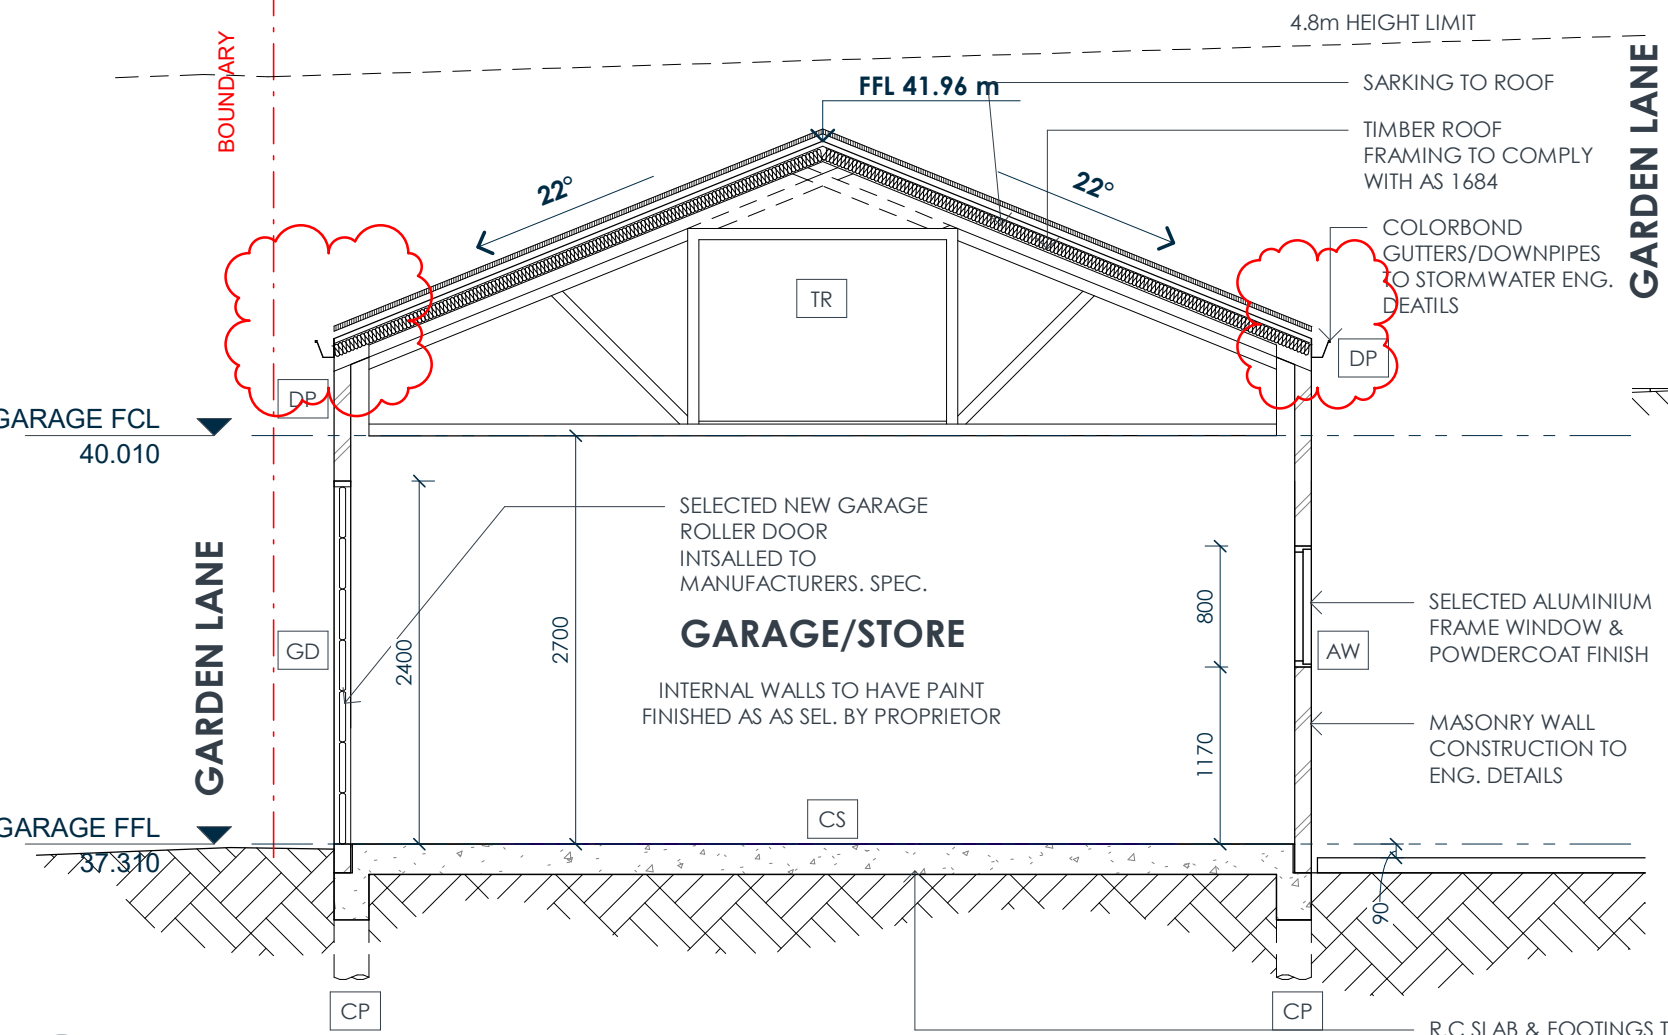 4.8m HEIGHT LIMIT
BOUNDARY
FFL 41.96 m
SARKING TO ROOF
TIMBER ROOF
FRAMING TO COMPLY
WITH AS 1684
GARDEN LANE
22°
22°
COLORBOND
GUTTERS/DOWNPIPES
TO STORMWATER ENG.
DEATILS
TR
DP
DP
GARAGE FCL
40.010
SELECTED NEW GARAGE
ROLLER DOOR
INTSALLED TO
MANUFACTURERS. SPEC.
GARAGE/STORE
INTERNAL WALLS TO HAVE PAINT
FINISHED AS AS SEL. BY PROPRIETOR
GARDEN LANE
GD
2400
2700
800
1170
AW
SELECTED ALUMINIUM
FRAME WINDOW &
POWDERCOAT FINISH
MASONRY WALL
CONSTRUCTION TO
ENG. DETAILS
CS
GARAGE FFL
37.310
90
CP
CP
R.C SLAB & FOOTINGS T